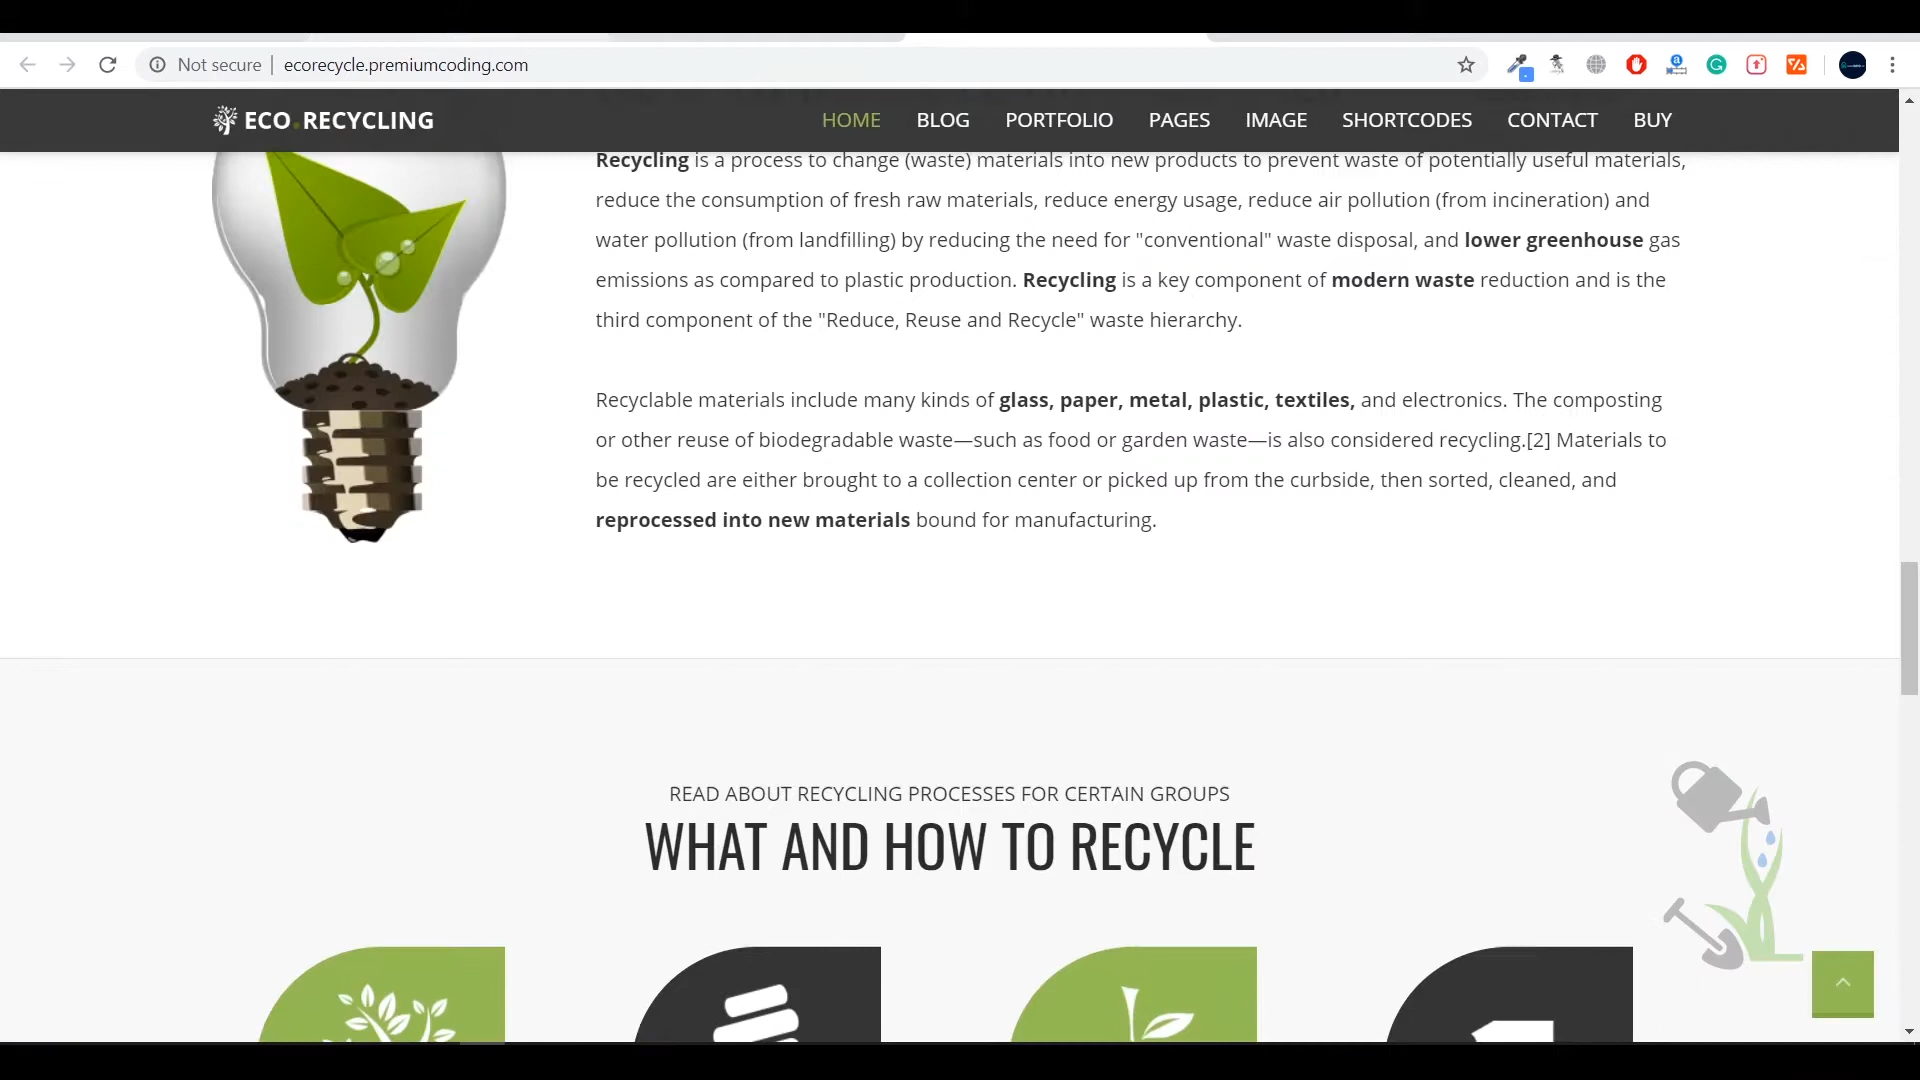 Not secure | ecorecycle.premiumcoding.com
ECO.RECYCLING
HOME BLOG PORTFOLIO PAGES IMAGE SHORTCODES CONTACT BUY
Recycling is a process to change (waste) materials into new products to prevent waste of potentially useful materials,
reduce the consumption of fresh raw materials, reduce energy usage, reduce air pollution (from incineration) and
water pollution (from landfilling) by reducing the need for "conventional" waste disposal, and lower greenhouse gas
emissions as compared to plastic production. Recycling is a key component of modern waste reduction and is the
third component of the "Reduce, Reuse and Recycle" waste hierarchy.
Recyclable materials include many kinds of glass, paper, metal, plastic, textiles, and electronics. The composting
or other reuse of biodegradable waste—such as food or garden waste—is also considered recycling.[2] Materials to
be recycled are either brought to a collection center or picked up from the curbside, then sorted, cleaned, and
reprocessed into new materials bound for manufacturing.
READ ABOUT RECYCLING PROCESSES FOR CERTAIN GROUPS
WHAT AND HOW TO RECYCLE